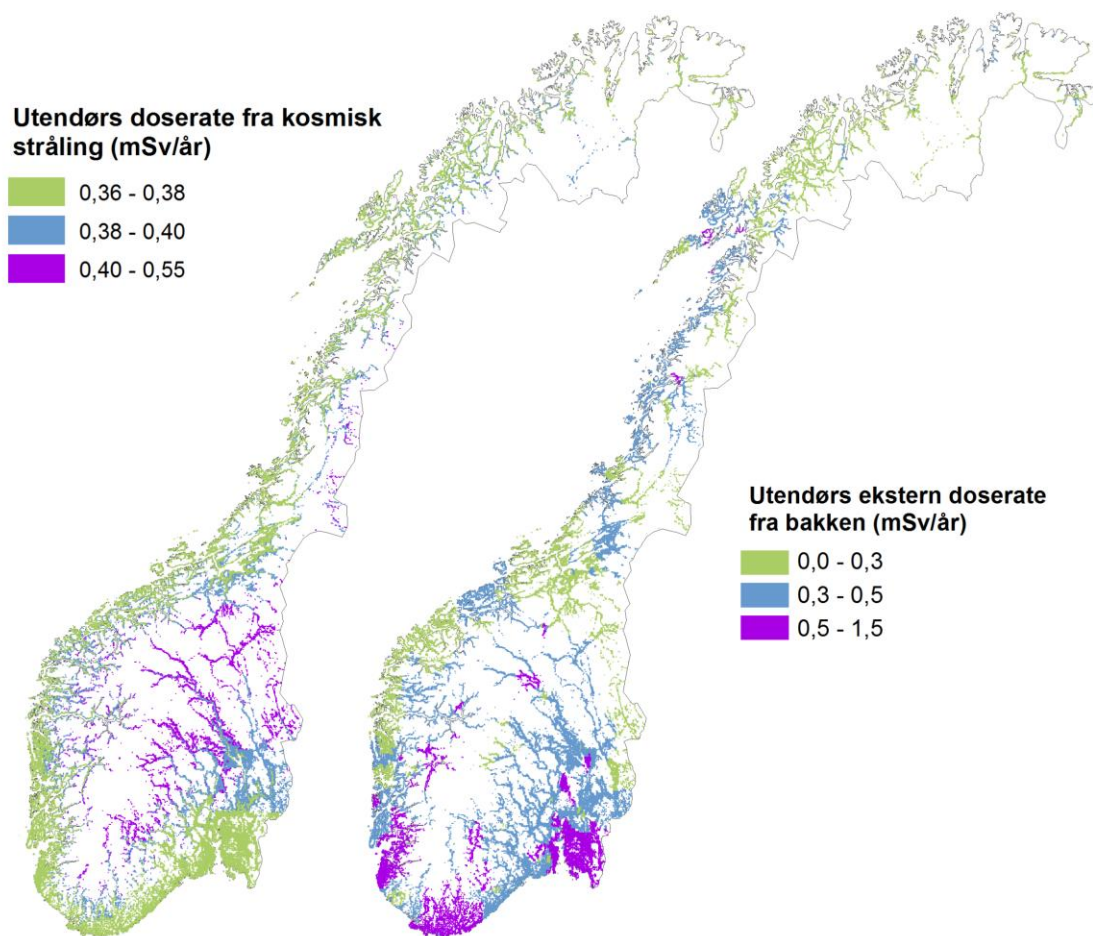 Utendørs doserate fra kosmisk
stråling (mSv/år)
0,36 - 0,38
0,38 - 0,40
0,40 - 0,55
Utendørs ekstern doserate
fra bakken (mSv/år)
0,0 - 0,3
0,3 - 0,5
0,5 - 1,5